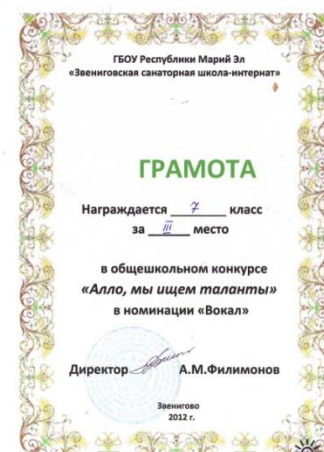 ГБОУ Республики Марий Эл
«Звениговская санаторная школа-интернат»
ГРАМОТА
Награждается 7 класс
за III место
в общешкольном конкурсе
«Алло, мы ищем таланты»
в номинации «Вокал»
Директор А.М.Филимонов
Звенигово
2012 г.